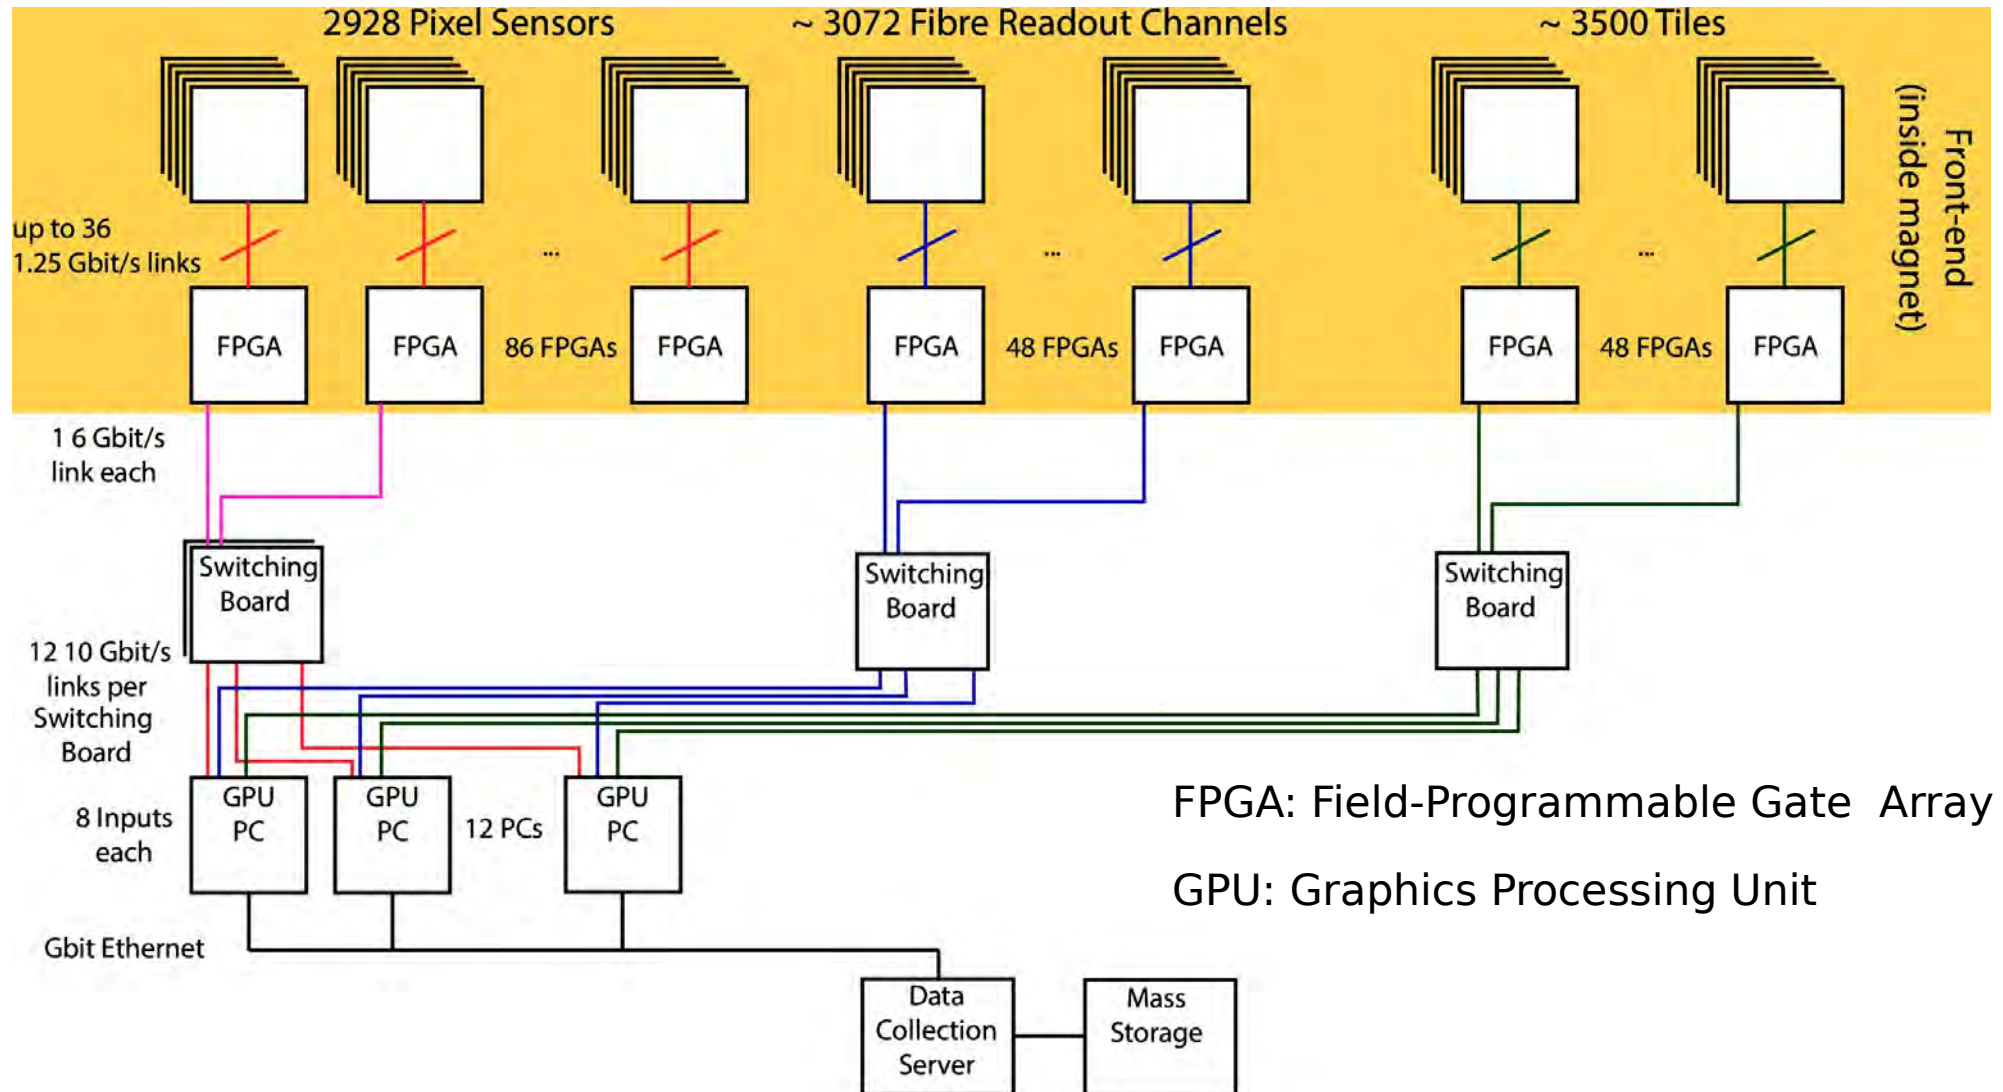 2928 Pixel Sensors
~ 3072 Fibre Readout Channels
~ 3500 Tiles
Front-end
(inside magnet)
up to 36
1.25 Gbit/s links
...
...
...
FPGA
FPGA
86 FPGAs
FPGA
FPGA
48 FPGAs
FPGA
FPGA
48 FPGAs
FPGA
1 6 Gbit/s
link each
Switching
Board
Switching
Board
Switching
Board
12 10 Gbit/s
links per
Switching
Board
8 Inputs
each
GPU
PC
GPU
PC
12 PCs
GPU
PC
FPGA: Field-Programmable Gate  Array
GPU: Graphics Processing Unit
Gbit Ethernet
Data
Collection
Server
Mass
Storage